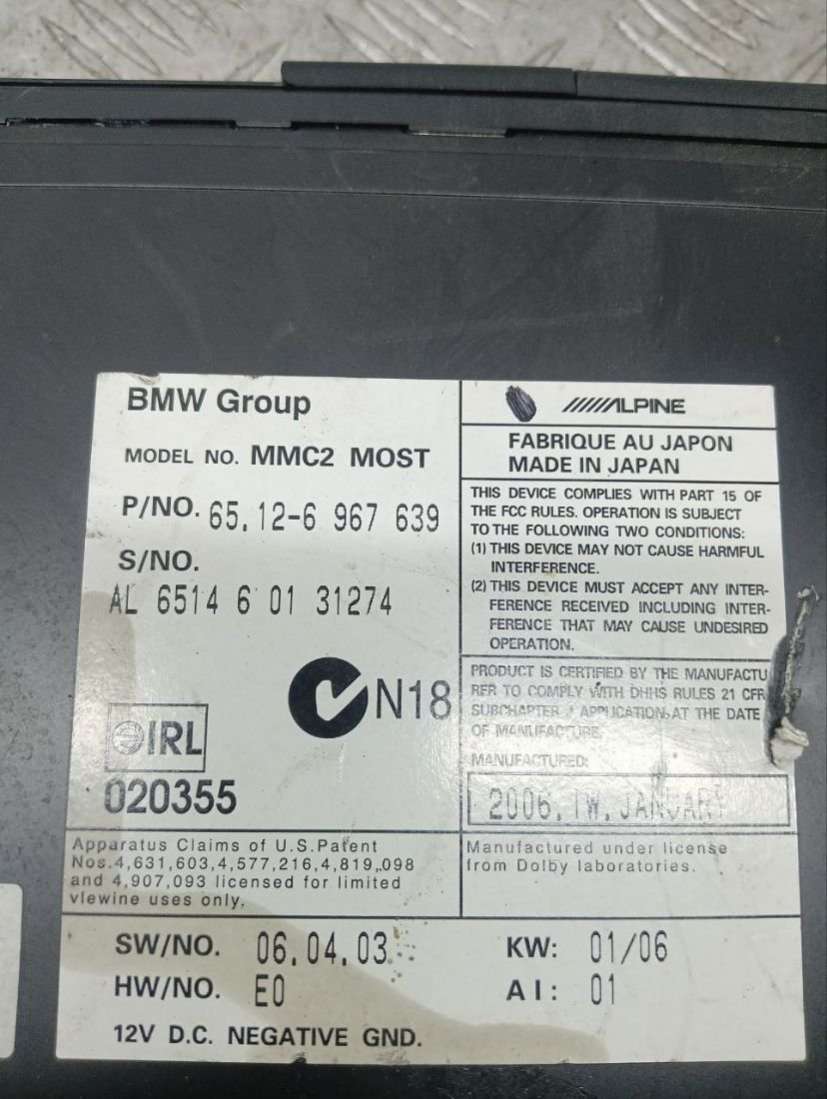 BMW Group
MODEL NO. MMC2 MOST
P/NO. 65.12-6 967 639
S/NO.
AL 6514 6 01 31274
N18
IRL
020355
ALPINE
FABRIQUE AU JAPON
MADE IN JAPAN
THIS DEVICE COMPLIES WITH PART 15 OF
THE FCC RULES. OPERATION IS SUBJECT
TO THE FOLLOWING TWO CONDITIONS:
(1) THIS DEVICE MAY NOT CAUSE HARMFUL
INTERFERENCE.
(2) THIS DEVICE MUST ACCEPT ANY INTER-
FERENCE RECEIVED INCLUDING INTER-
FERENCE THAT MAY CAUSE UNDESIRED
OPERATION.
PRODUCT IS CERTIFIED BY THE MANUFACTU
RER TO COMPLY WITH DHHS RULES 21 CFR
SUBCHAPTER J APPLICATION AT THE DATE
OF MANUFACTURE
MANUFACTURED:
2006.1W.JANUARY
Apparatus Claims of U.S.Patent
Nos.4,631,603,4,577,216,4,819,098
and 4,907,093 licensed for limited
viewine uses only.
Manufactured under license
from Dolby laboratories.
SW/NO. 06.04.03
HW/NO. E0
12V D.C. NEGATIVE GND.
KW: 01/06
AI: 01